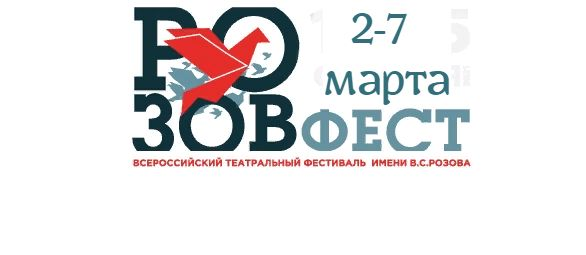 РО
2-7
марта
ЗОВФЕСТ
ВСЕРОССИЙСКИЙ ТЕАТРАЛЬНЫЙ ФЕСТИВАЛЬ ИМЕНИ В.С.РОЗОВА